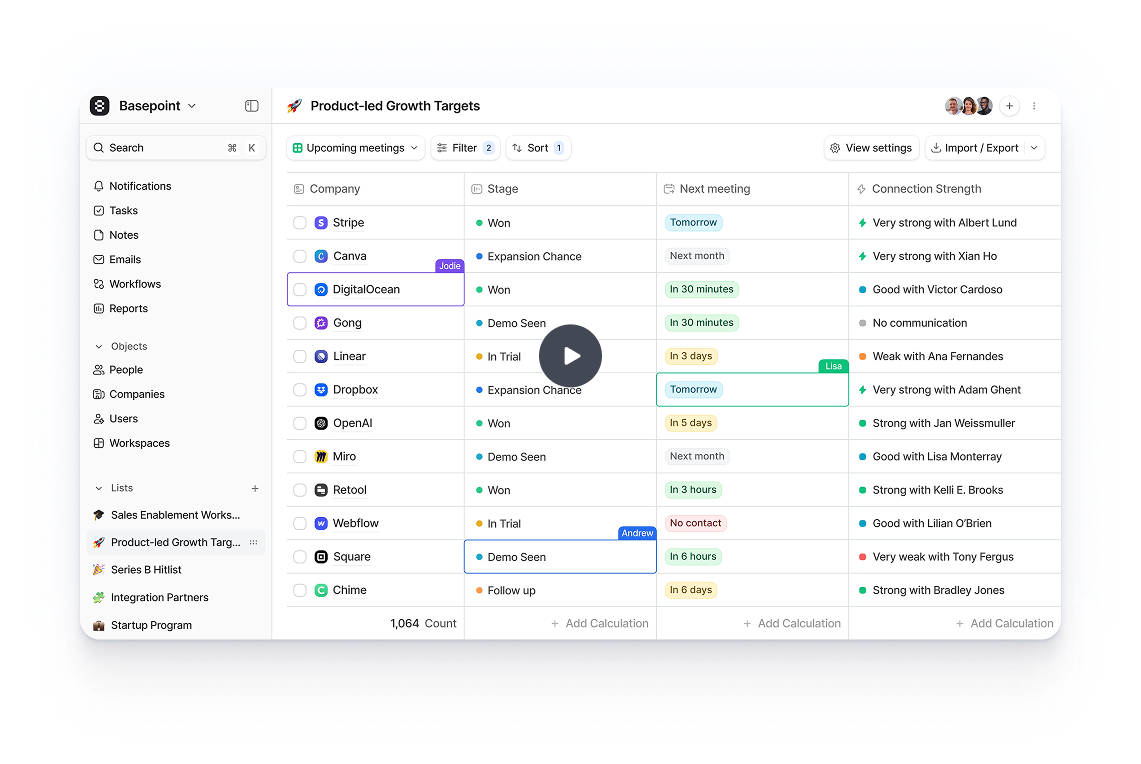 Basepoint
Product-led Growth Targets
Search ⌘ K
Upcoming meetings Filter 2 Sort 1 View settings Import / Export
Notifications
Tasks
Notes
Emails
Workflows
Reports
Objects
People
Companies
Users
Workspaces
Lists
Sales Enablement Works...
Product-led Growth Targ...
Series B Hitlist
Integration Partners
Startup Program
Company Stage Next meeting Connection Strength
Stripe Won Tomorrow Very strong with Albert Lund
Canva Expansion Chance Next month Very strong with Xian Ho
Jodie
DigitalOcean Won In 30 minutes Good with Victor Cardoso
Gong Demo Seen In 30 minutes No communication
Linear In Trial In 3 days Weak with Ana Fernandes
Lisa
Dropbox Expansion Chance Tomorrow Very strong with Adam Ghent
OpenAI Won In 5 days Strong with Jan Weissmuller
Miro Demo Seen Next month Good with Lisa Monterray
Retool Won In 3 hours Strong with Kelli E. Brooks
Webflow In Trial No contact Good with Lilian O’Brien
Andrew
Square Demo Seen In 6 hours Very weak with Tony Fergus
Chime Follow up In 6 days Strong with Bradley Jones
1,064 Count + Add Calculation + Add Calculation + Add Calculation